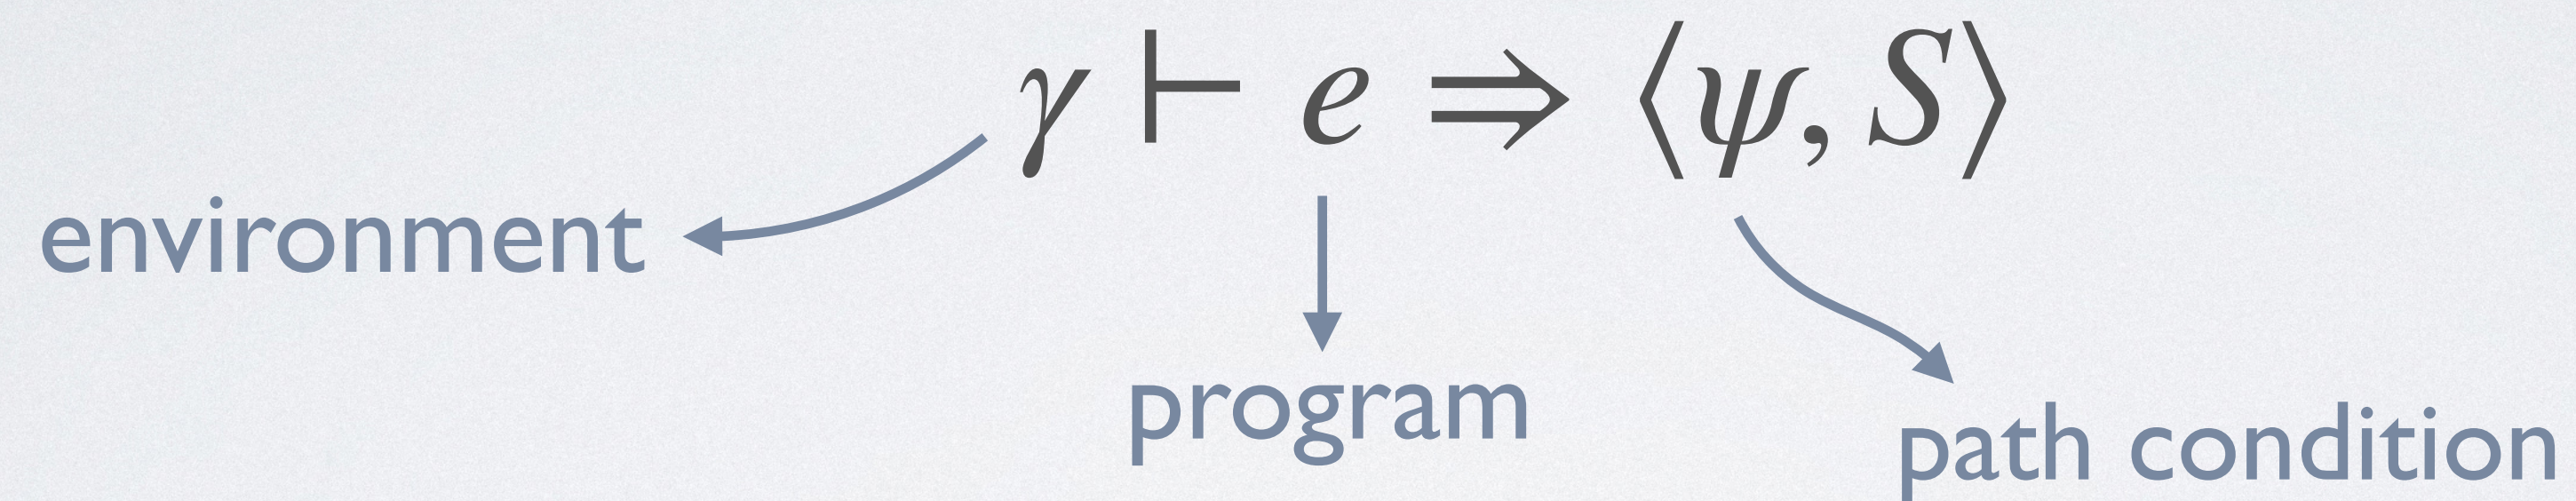 γ ⊢ e ⇒ ⟨ψ, S⟩
environment
program
path condition